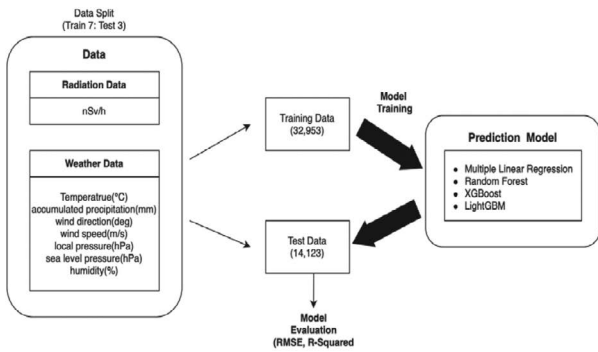 Data Split
(Train 7: Test 3)
Data
Radiation Data
nSv/h
Weather Data
Temperatrue(°C)
accumulated precipitation(mm)
wind direction(deg)
wind speed(m/s)
local pressure(hPa)
sea level pressure(hPa)
humidity(%)
Training Data
(32,953)
Model
Training
Prediction Model
• Multiple Linear Regression
• Random Forest
• XGBoost
• LightGBM
Test Data
(14,123)
Model
Evaluation
(RMSE, R-Squared